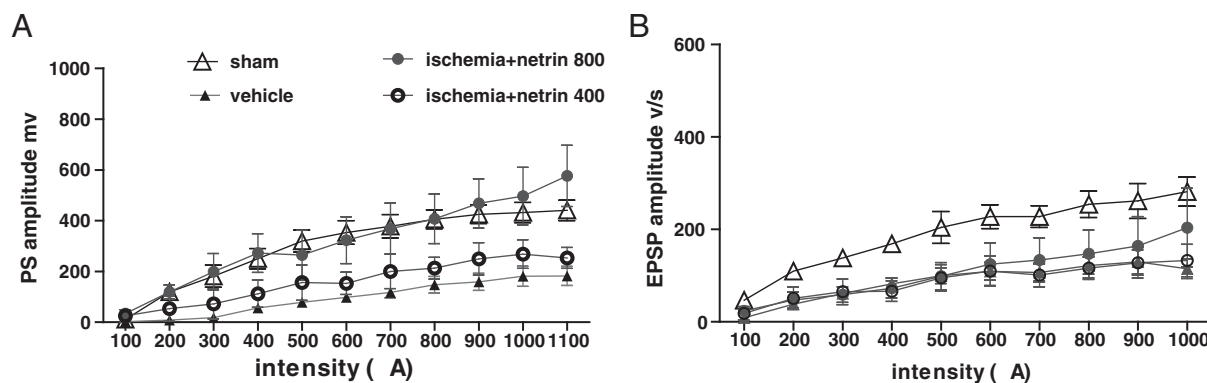 A
PS amplitude mv
1000
800
600
400
200
0
sham
vehicle
ischemia+netrin 800
ischemia+netrin 400
100 200 300 400 500 600 700 800 900 1000 1100
intensity ( A)
B
EPSP amplitude v/s
600
400
200
0
100 200 300 400 500 600 700 800 900 1000
intensity ( A)